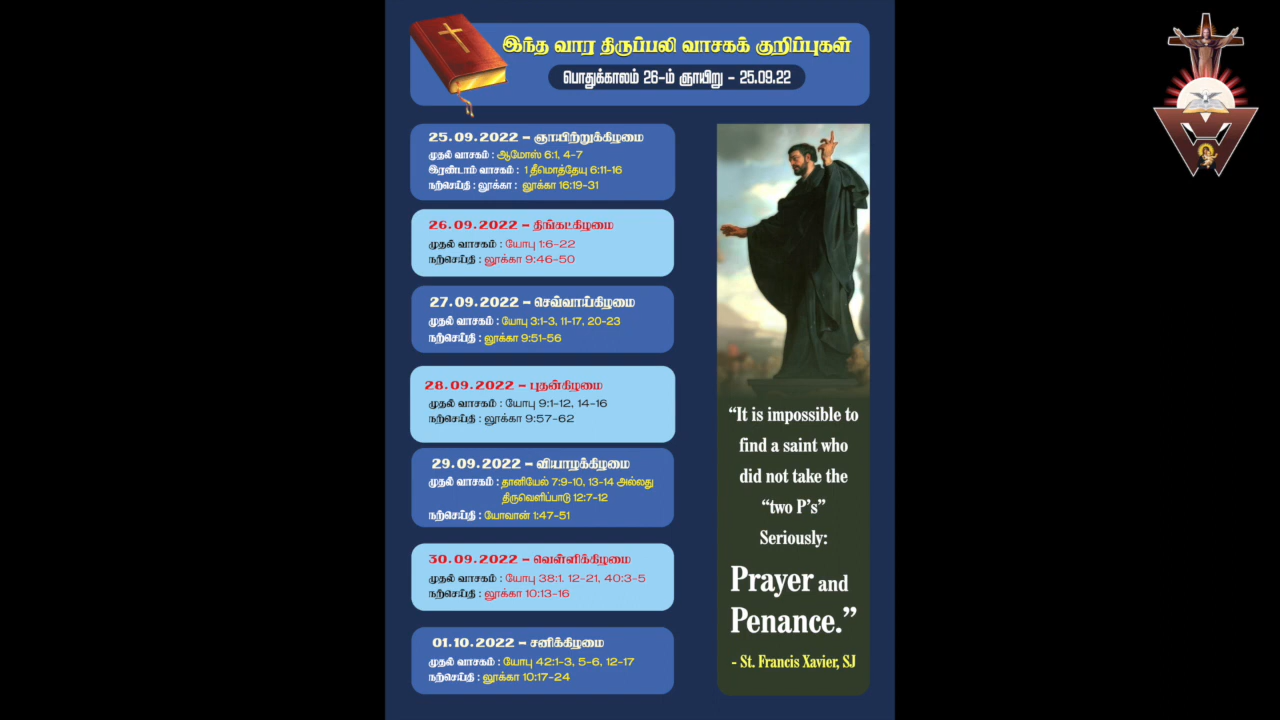 இந்த வார திருப்பலி வாசகக் குறிப்புகள்
பொதுக்காலம் 26-ம் ஞாயிறு - 25.09.22
25.09.2022 - ஞாயிற்றுக்கிழமை
முதல் வாசகம் : ஆமோஸ் 6:1, 4-7
இரண்டாம் வாசகம் : 1 தீமொத்தேயு 6:11-16
நற்செய்தி : லூக்கா : லூக்கா 16:19-31
26.09.2022 - திங்கட்கிழமை
முதல் வாசகம் : யோபு 1:6-22
நற்செய்தி : லூக்கா 9:46-50
27.09.2022 - செவ்வாய்கிழமை
முதல் வாசகம் : யோபு 3:1-3, 11-17, 20-23
நற்செய்தி : லூக்கா 9:51-56
28.09.2022 - புதன்கிழமை
முதல் வாசகம் : யோபு 9:1-12, 14-16
நற்செய்தி : லூக்கா 9:57-62
29.09.2022 - வியாழக்கிழமை
முதல் வாசகம் : தானியேல் 7:9-10, 13-14 அல்லது
திருவெளிப்பாடு 12:7-12
நற்செய்தி : யோவான் 1:47-51
30.09.2022 - வெள்ளிக்கிழமை
முதல் வாசகம் : யோபு 38:1. 12-21, 40:3-5
நற்செய்தி : லூக்கா 10:13-16
01.10.2022 - சனிக்கிழமை
முதல் வாசகம் : யோபு 42:1-3, 5-6, 12-17
நற்செய்தி : லூக்கா 10:17-24
“It is impossible to
find a saint who
did not take the
“two P’s”
Seriously:
Prayer and
Penance.”
- St. Francis Xavier, SJ